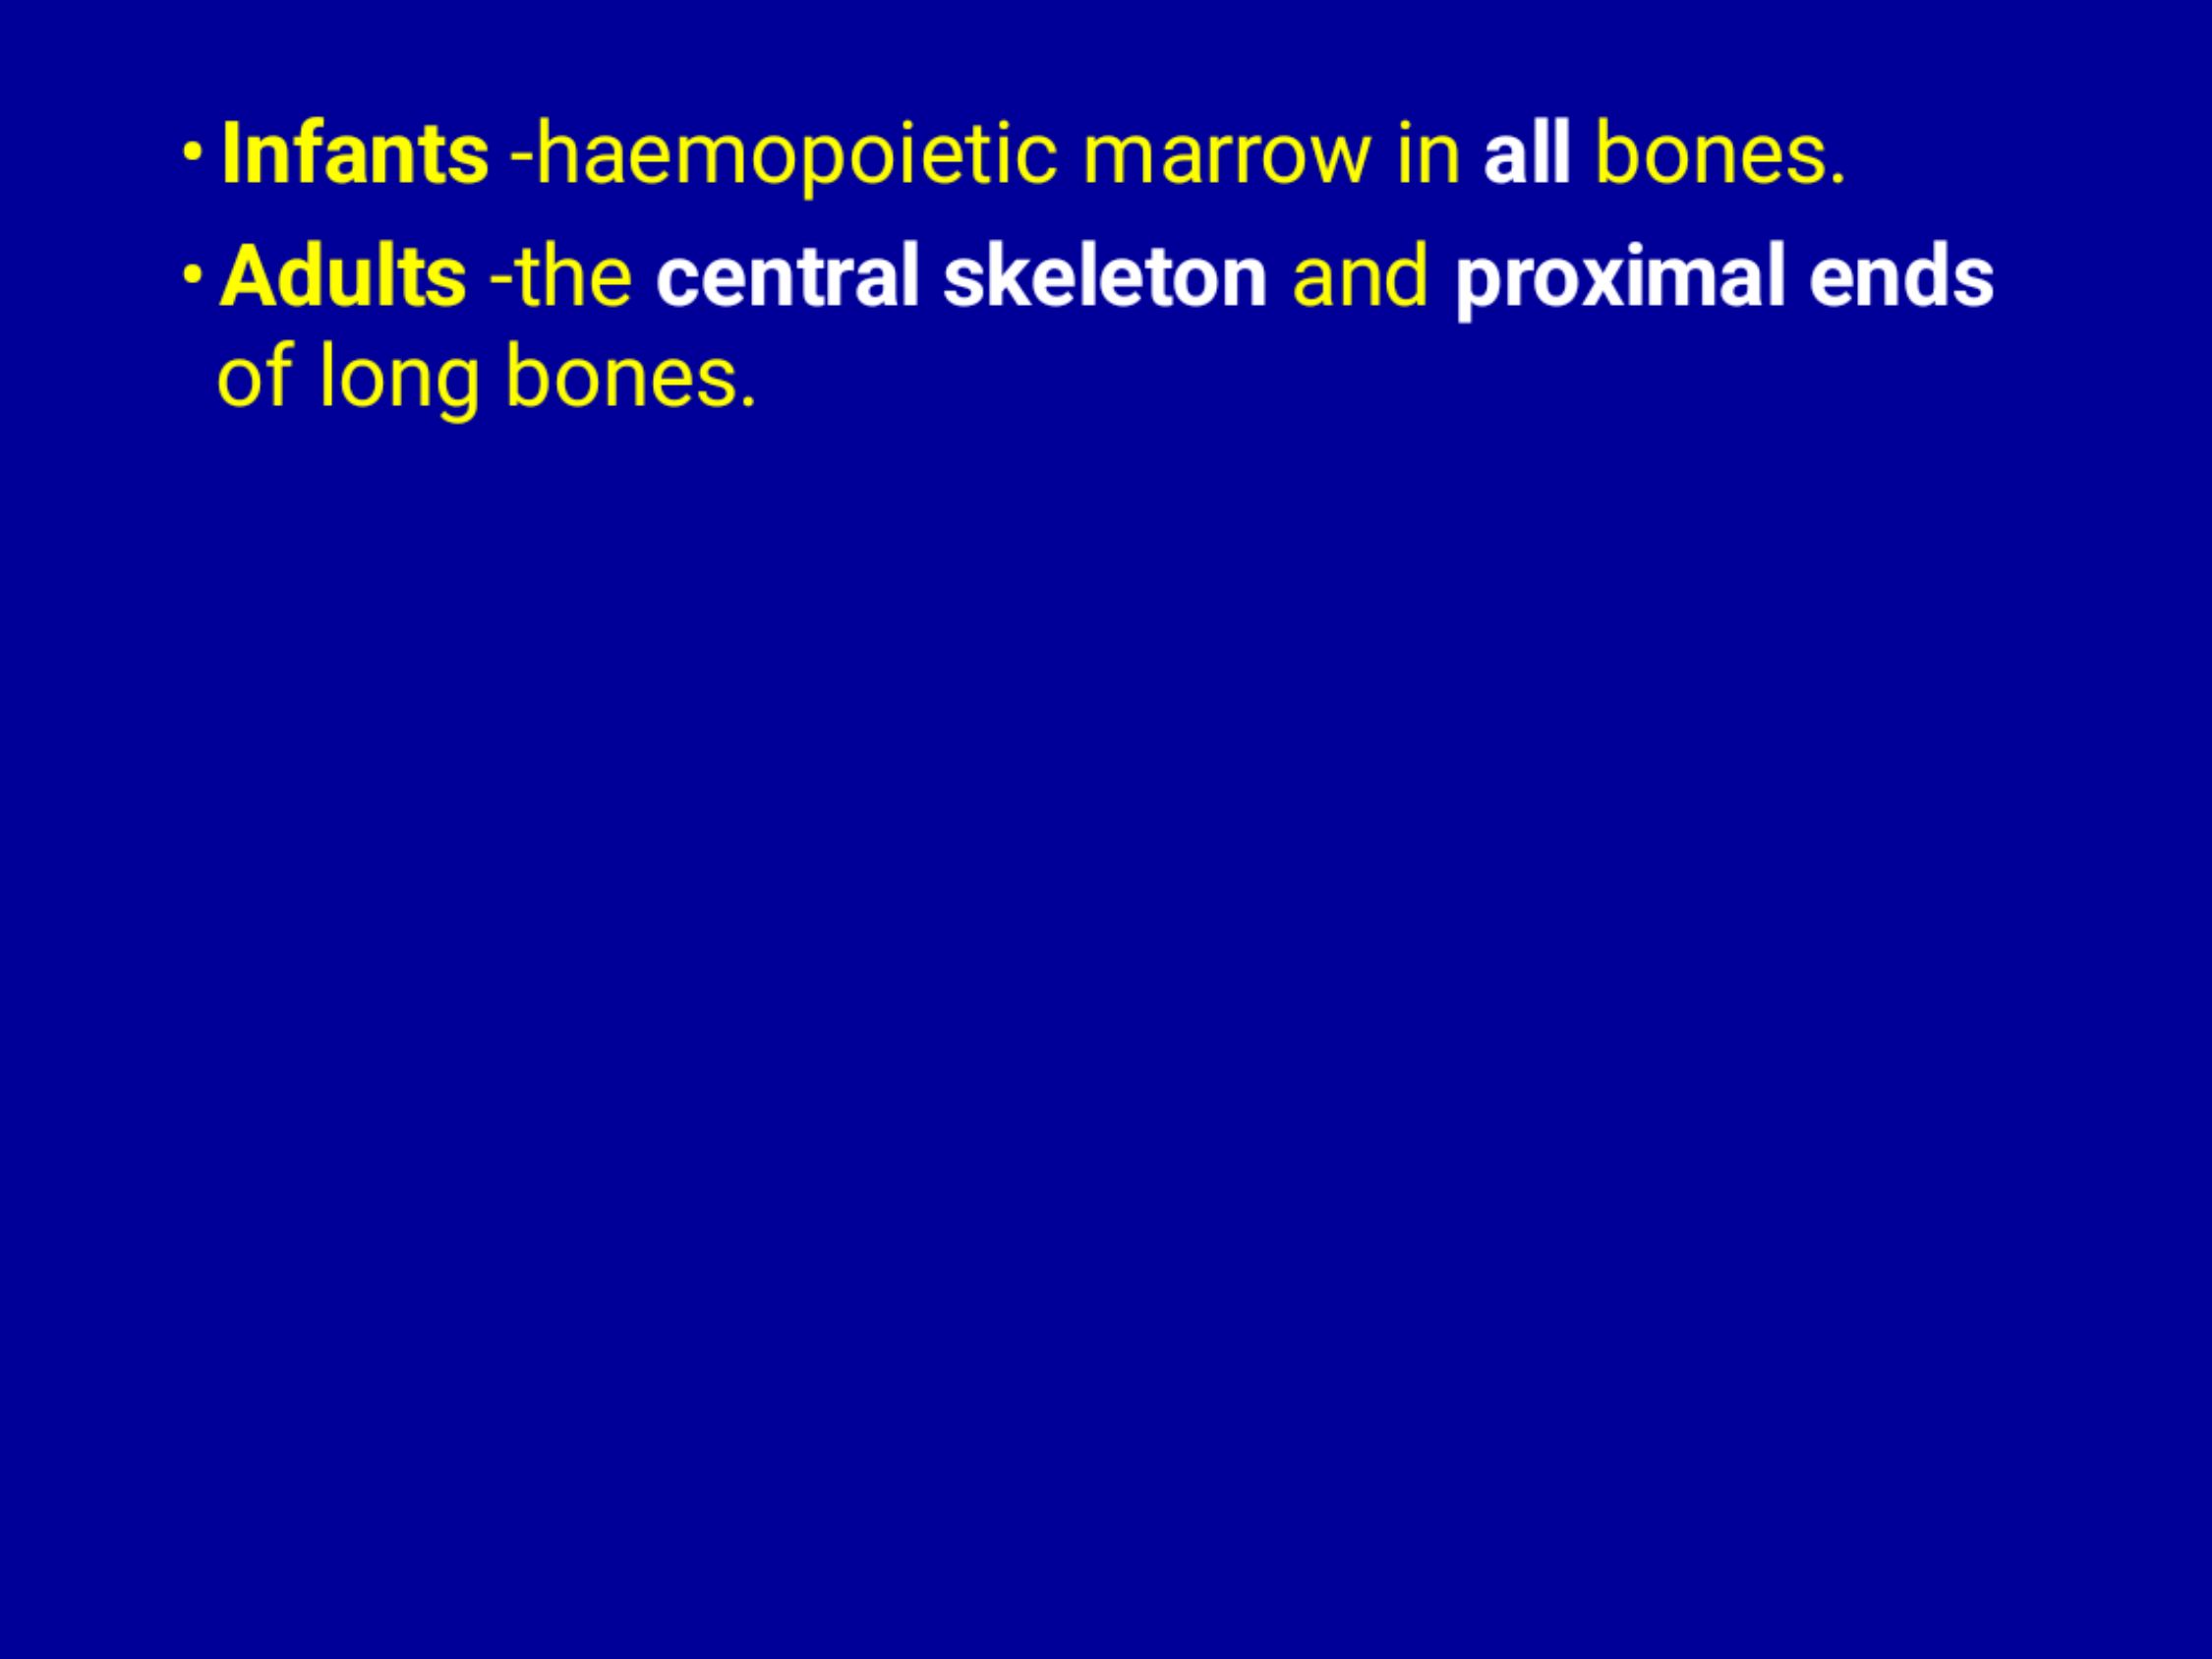 • Infants -haemopoietic marrow in all bones.
• Adults -the central skeleton and proximal ends
of long bones.